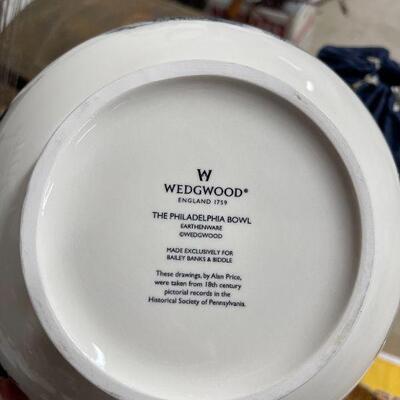 W
WEDGWOOD®
ENGLAND 1759
THE PHILADELPHIA BOWL
EARTHENWARE
©WEDGWOOD
MADE EXCLUSIVELY FOR
BAILEY BANKS & BIDDLE
These drawings, by Alan Price,
were taken from 18th century
pictorial records in the
Historical Society of Pennsylvania.